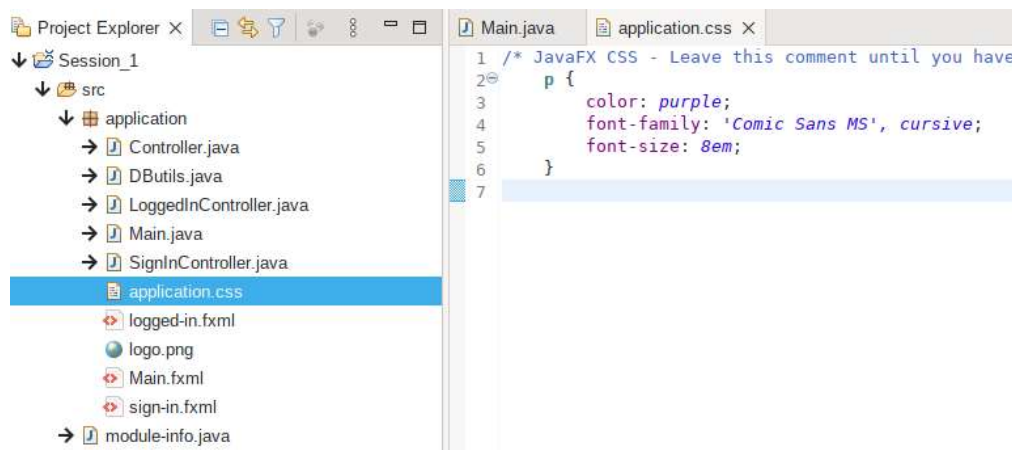 Project Explorer
Session_1
src
application
Controller.java
DButils.java
LoggedInController.java
Main.java
SignInController.java
application.css
logged-in.fxml
logo.png
Main.fxml
sign-in.fxml
module-info.java
Main.java
application.css
1 /* JavaFX CSS - Leave this comment until you have
2 p {
3 color: purple;
4 font-family: 'Comic Sans MS', cursive;
5 font-size: 8em;
6 }
7